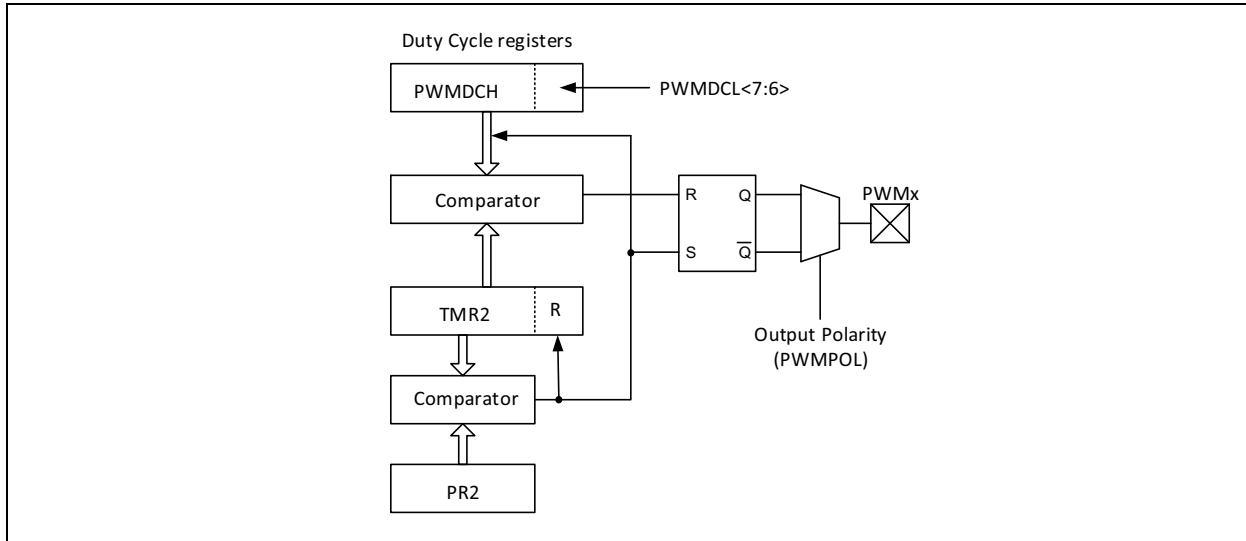 Duty Cycle registers
PWMDCH
PWMDCL<7:6>
Comparator
R Q
PWMx
S Q̅
TMR2 R
Output Polarity
(PWMPOL)
Comparator
PR2